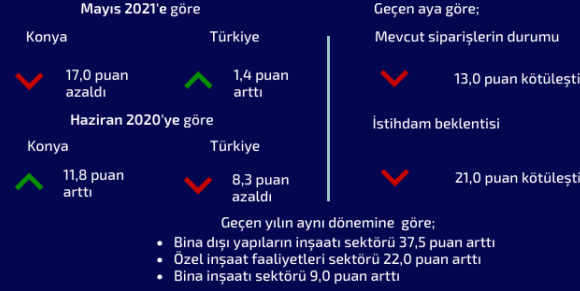 Mayıs 2021'e göre
Konya
Türkiye
17,0 puan
azaldı
1,4 puan
arttı
Haziran 2020'ye göre
Konya
Türkiye
11,8 puan
arttı
8,3 puan
azaldı
Geçen aya göre;
Mevcut siparişlerin durumu
13,0 puan kötüleşti
İstihdam beklentisi
21,0 puan kötüleşti
Geçen yılın aynı dönemine göre;
• Bina dışı yapıların inşaatı sektörü 37,5 puan arttı
• Özel inşaat faaliyetleri sektörü 22,0 puan arttı
• Bina inşaatı sektörü 9,0 puan arttı